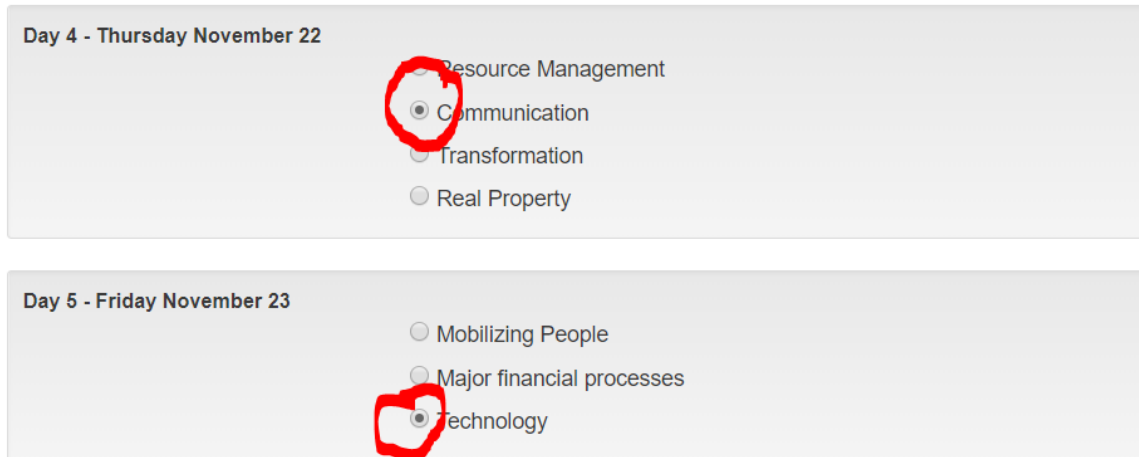 Day 4 - Thursday November 22
Resource Management
Communication
Transformation
Real Property
Day 5 - Friday November 23
Mobilizing People
Major financial processes
Technology